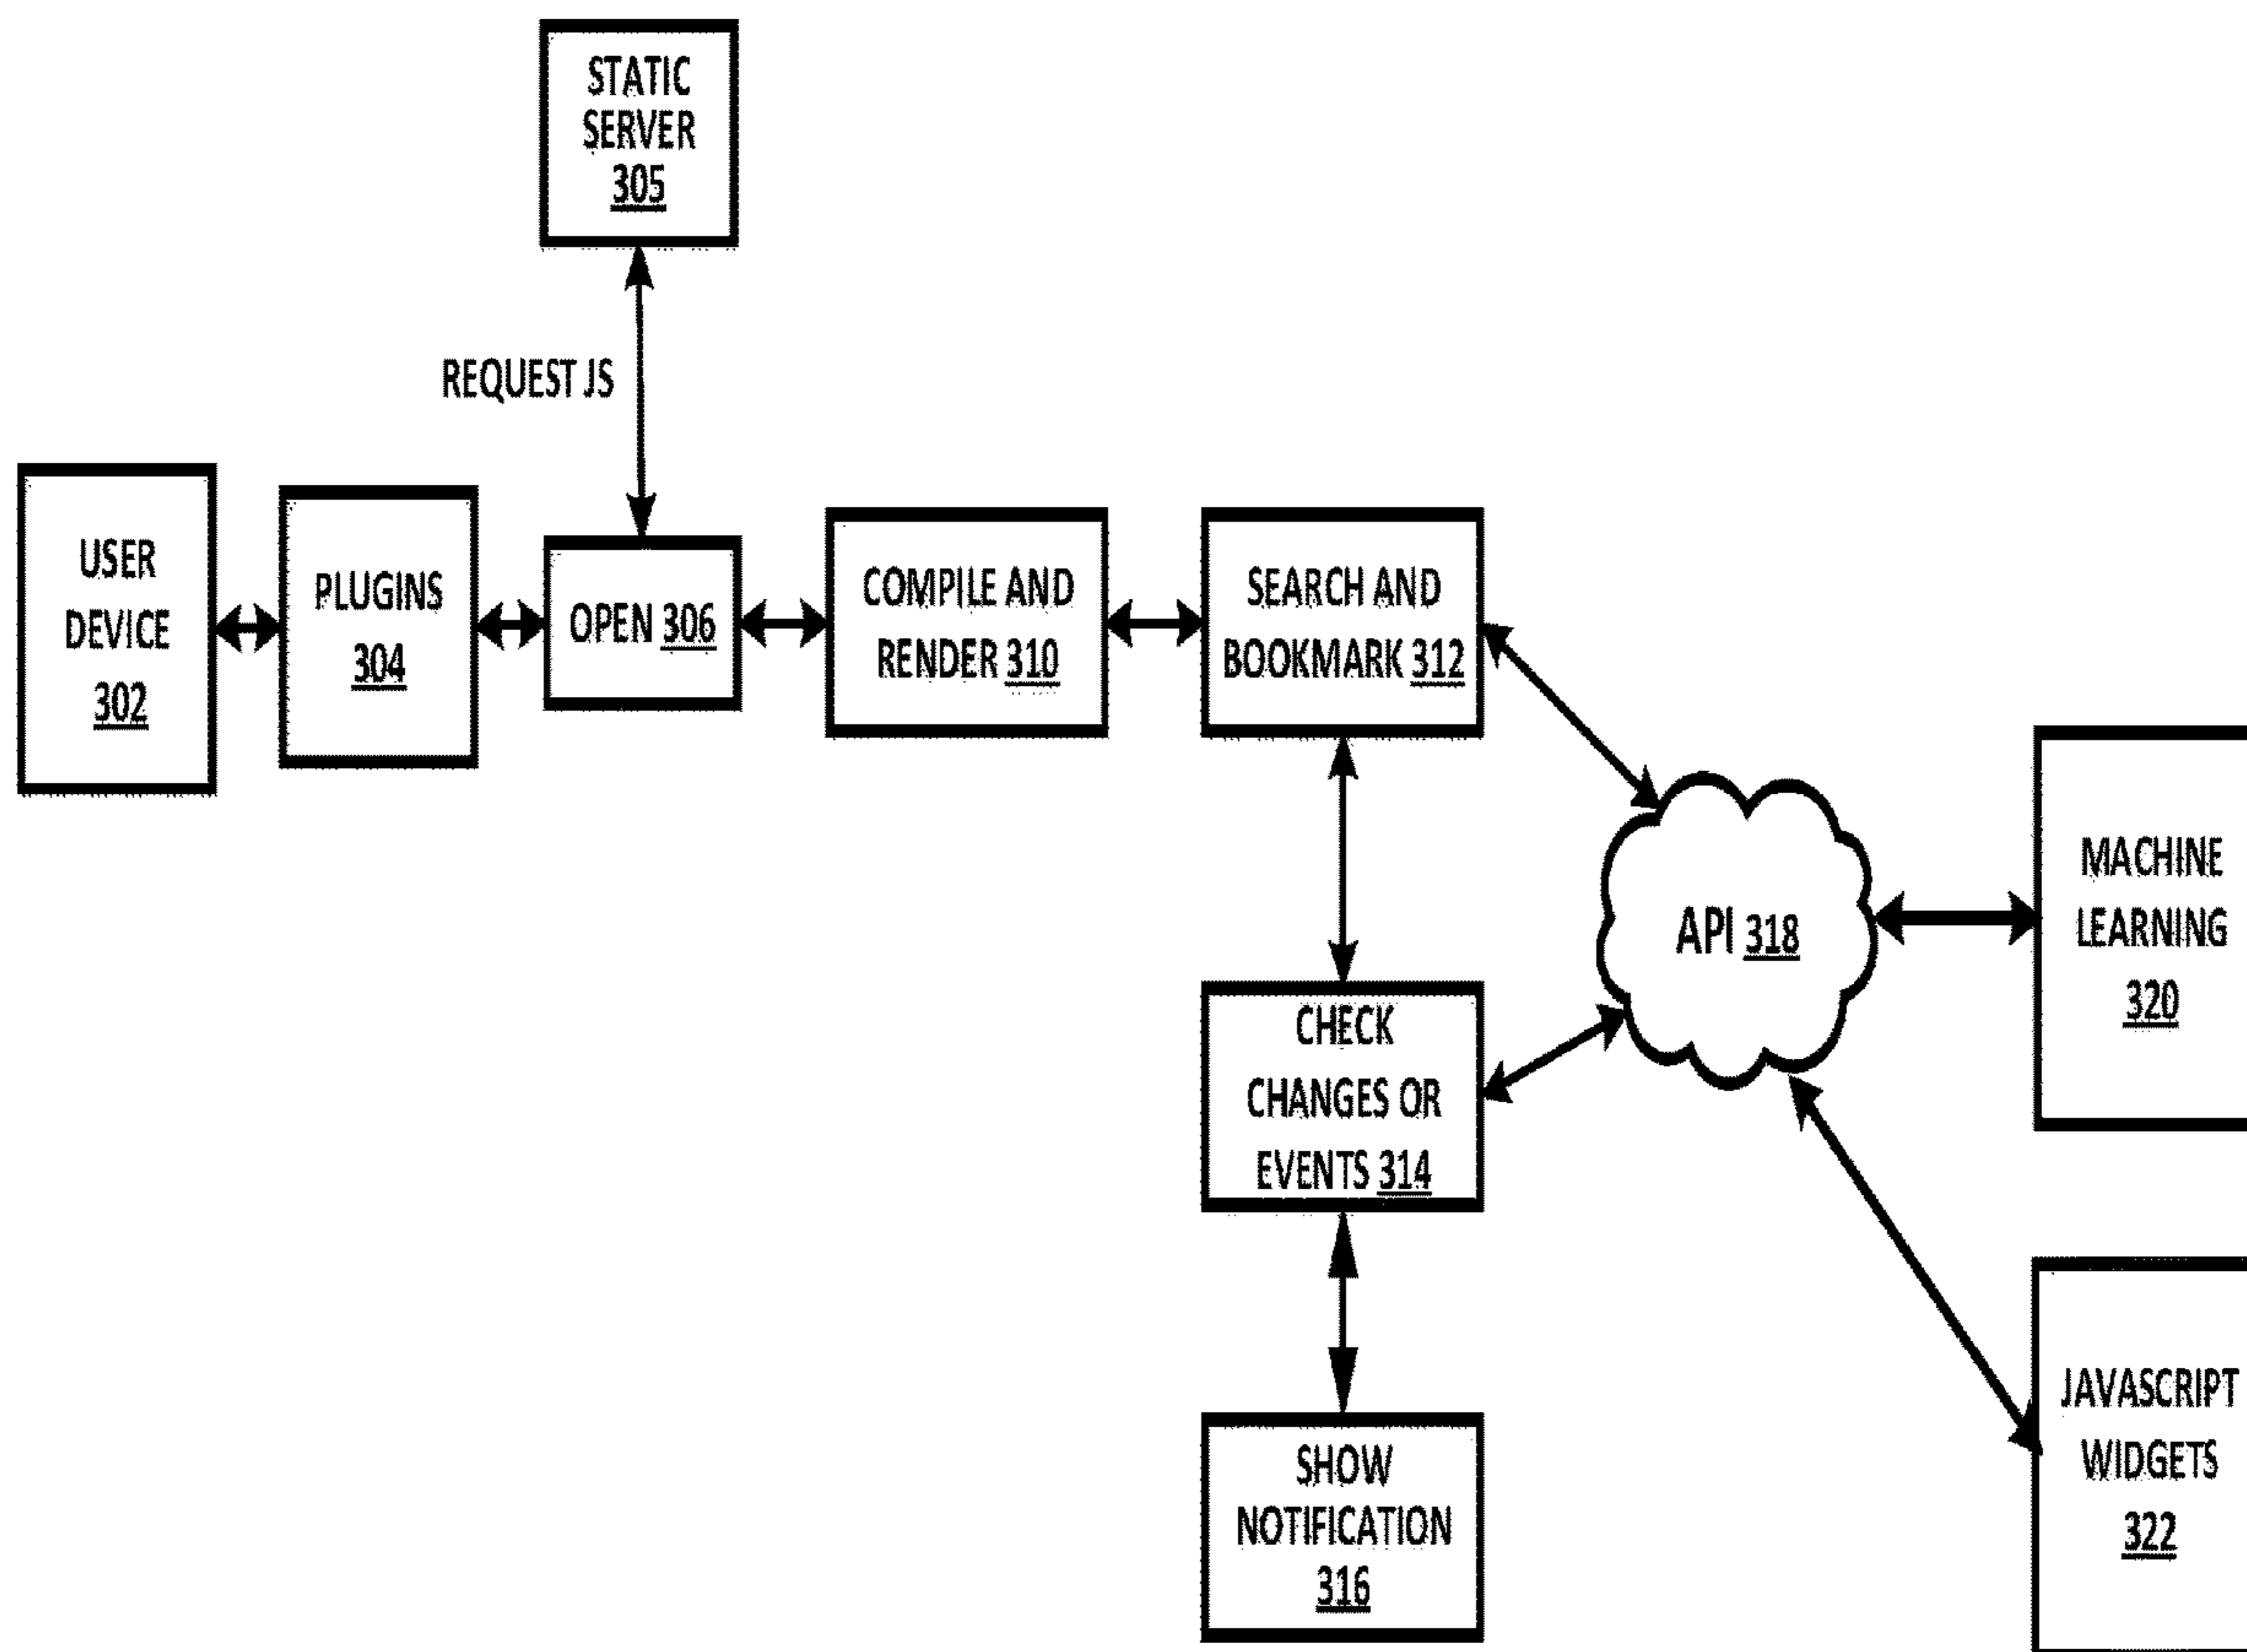 STATIC
SERVER
305
REQUEST JS
USER
DEVICE
302
PLUGINS
304
OPEN 306
COMPILE AND
RENDER 310
SEARCH AND
BOOKMARK 312
API 318
MACHINE
LEARNING
320
CHECK
CHANGES OR
EVENTS 314
JAVASCRIPT
WIDGETS
322
SHOW
NOTIFICATION
316